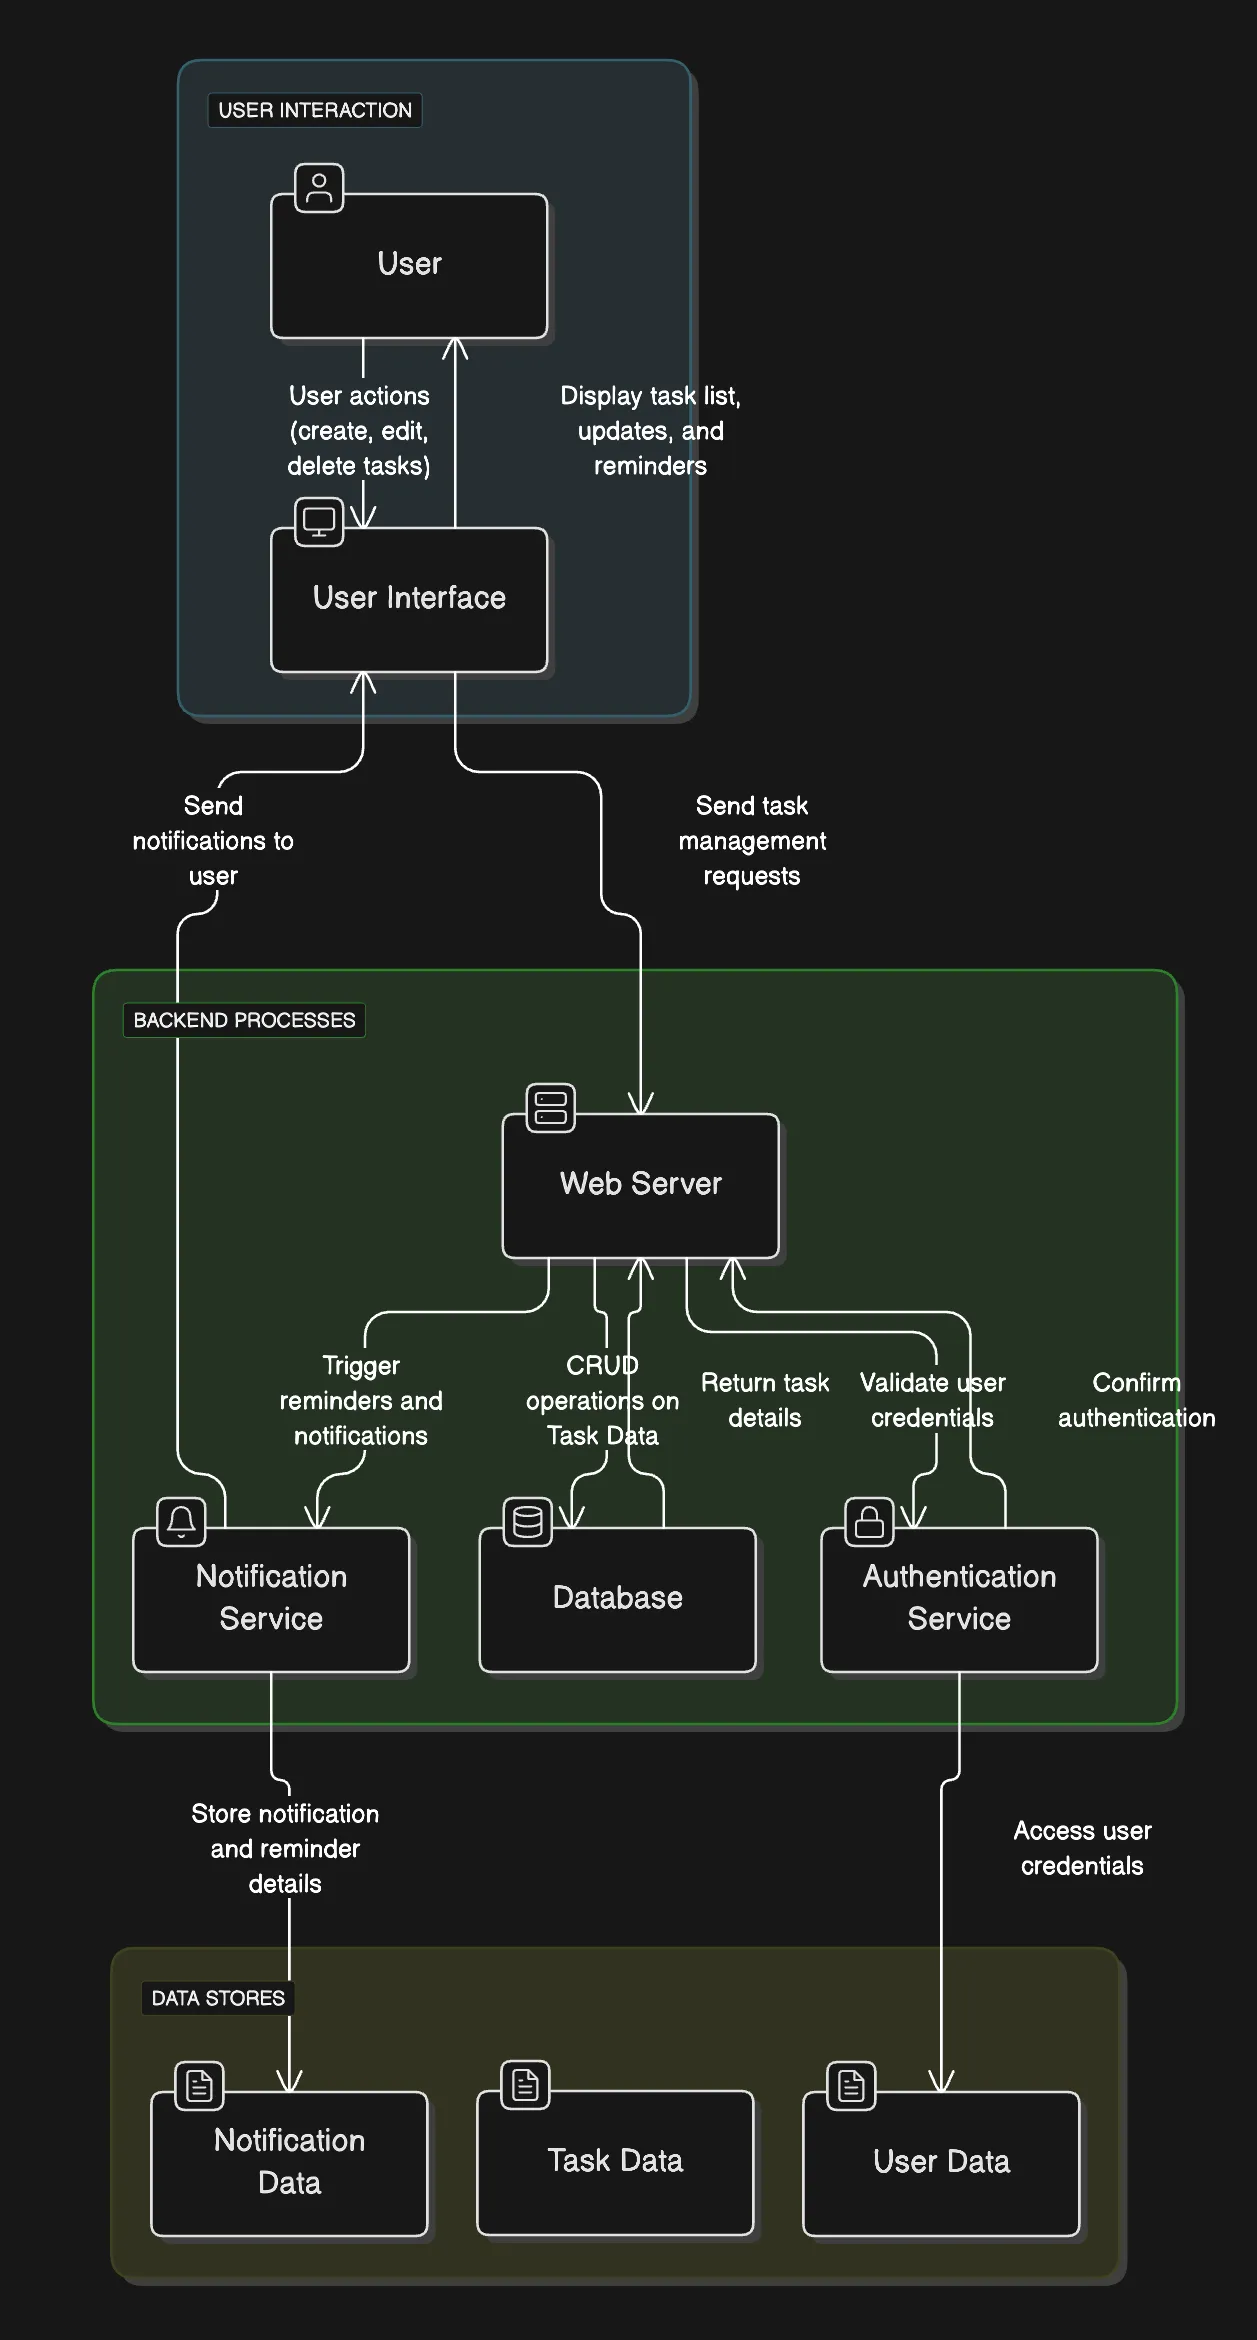 USER INTERACTION
User
User actions
(create, edit,
delete tasks)
Display task list,
updates, and
reminders
User Interface
Send
notifications to
user
Send task
management
requests
BACKEND PROCESSES
Web Server
Trigger
reminders and
notifications
CRUD
operations on
Task Data
Return task
details
Validate user
credentials
Confirm
authentication
Notification
Service
Database
Authentication
Service
Store notification
and reminder
details
Access user
credentials
DATA STORES
Notification
Data
Task Data
User Data